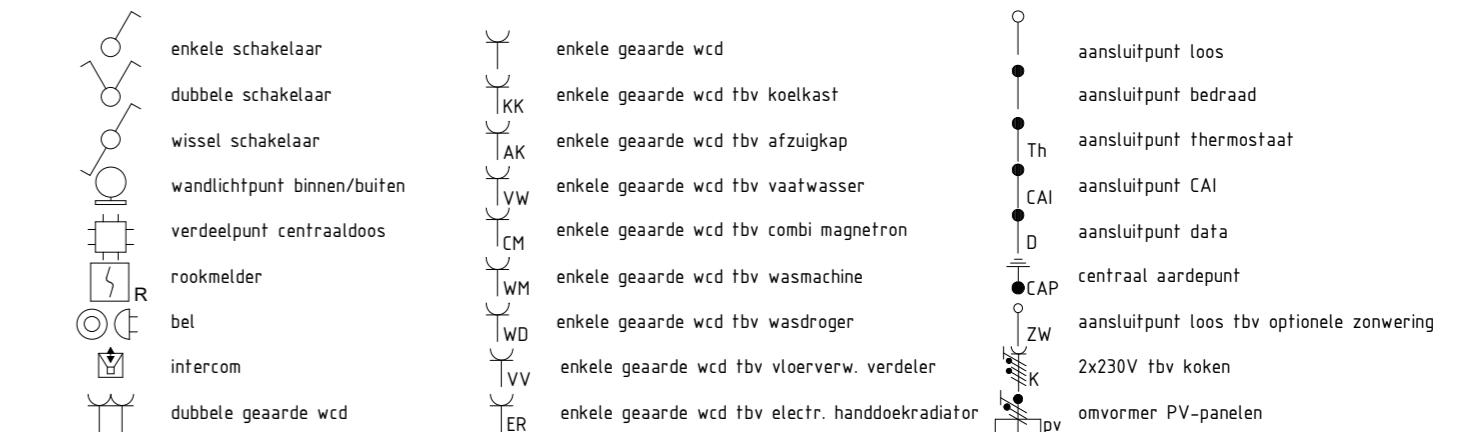 enkele schakelaar
dubbele schakelaar
wissel schakelaar
wandlichtpunt binnen/buiten
verdeelpunt centraaldoos
R rookmelder
bel
intercom
dubbele geaarde wcd
enkele geaarde wcd
KK enkele geaarde wcd tbv koelkast
AK enkele geaarde wcd tbv afzuigkap
VW enkele geaarde wcd tbv vaatwasser
CM enkele geaarde wcd tbv combi magnetron
WM enkele geaarde wcd tbv wasmachine
WD enkele geaarde wcd tbv wasdroger
VV enkele geaarde wcd tbv vloerverw. verdeler
ER enkele geaarde wcd tbv electr. handdoekradiator
aansluitpunt loos
aansluitpunt bedraad
Th aansluitpunt thermostaat
CAI aansluitpunt CAI
D aansluitpunt data
CAP centraal aardepunt
ZW aansluitpunt loos tbv optionele zonwering
K 2x230V tbv koken
pv omvormer PV-panelen